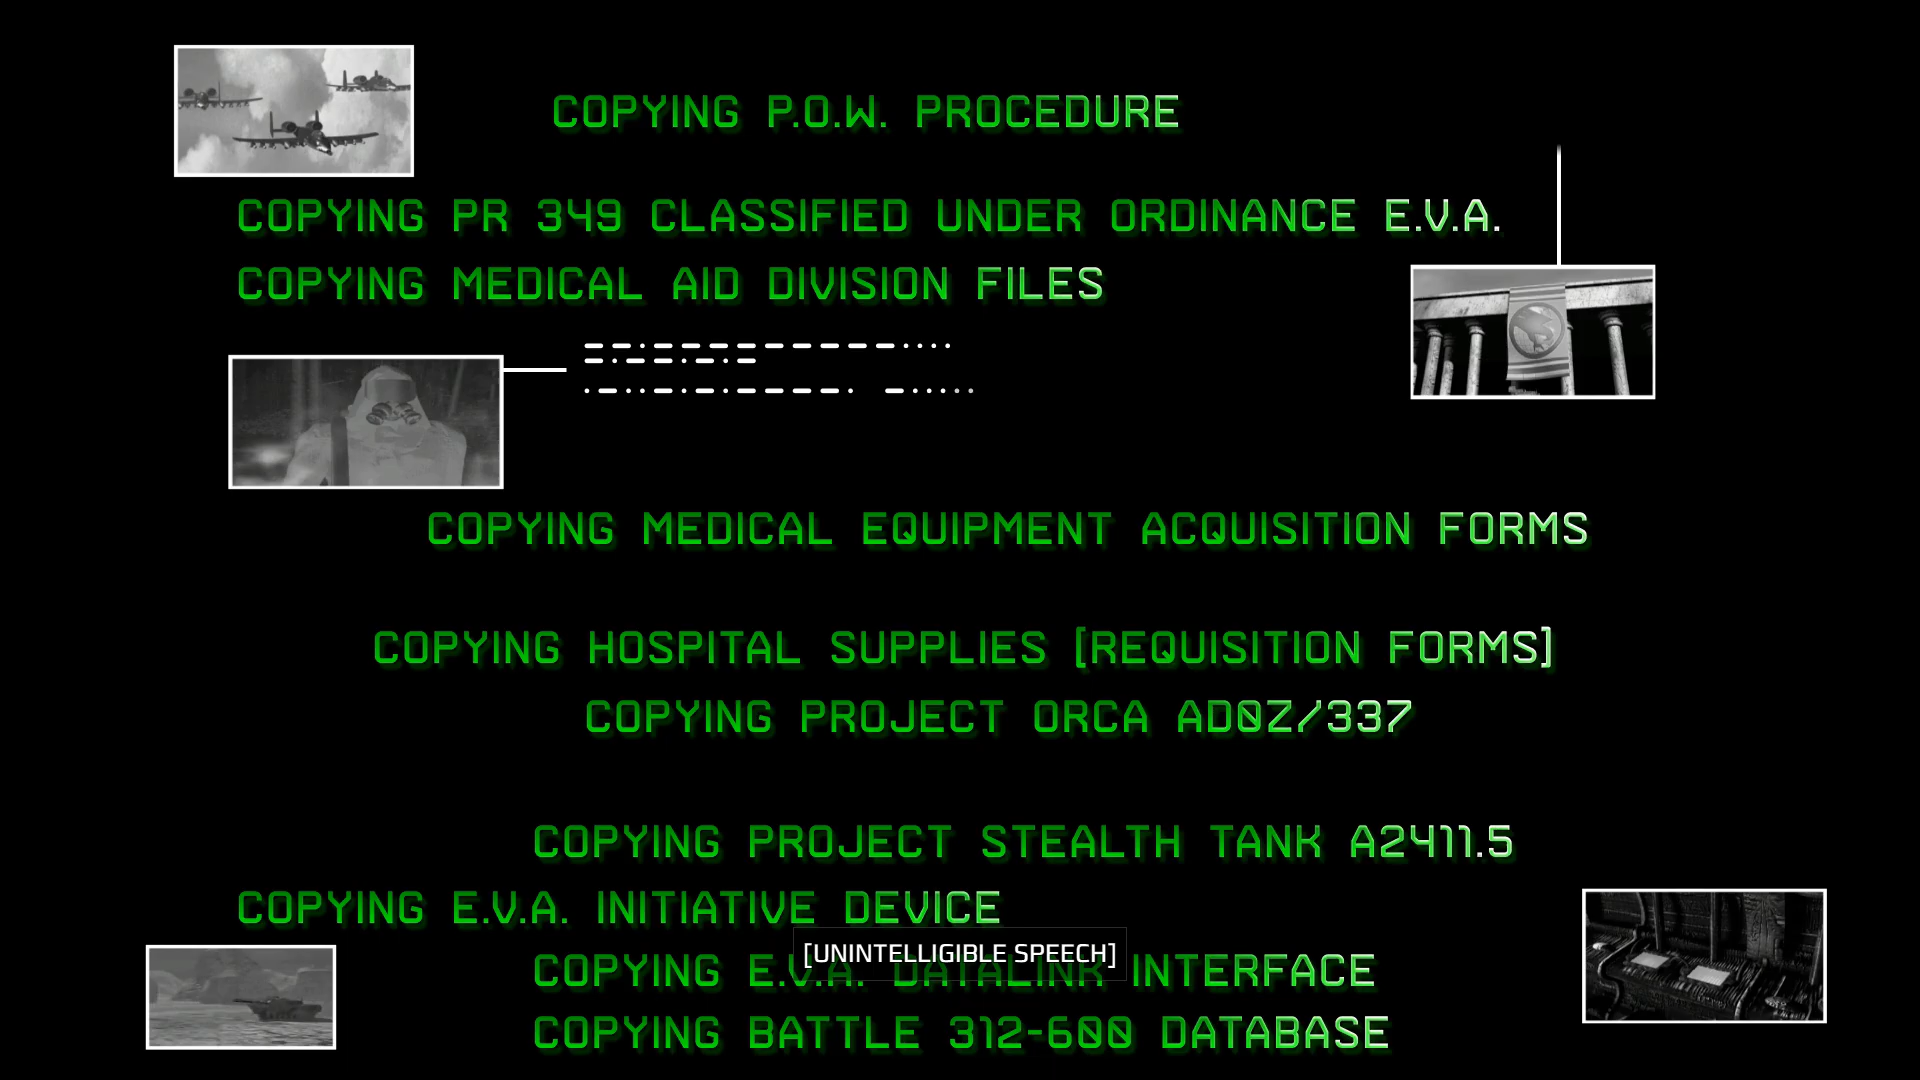 COPYING P.O.W. PROCEDURE
COPYING PR 349 CLASSIFIED UNDER ORDINANCE E.V.A.
COPYING MEDICAL AID DIVISION FILES
COPYING MEDICAL EQUIPMENT ACQUISITION FORMS
COPYING HOSPITAL SUPPLIES [REQUISITION FORMS]
COPYING PROJECT ORCA AD0Z/337
COPYING PROJECT STEALTH TANK A2411.5
COPYING E.V.A. INITIATIVE DEVICE
[UNINTELLIGIBLE SPEECH]
COPYING E.V.A. DATALINK INTERFACE
COPYING BATTLE 312-600 DATABASE